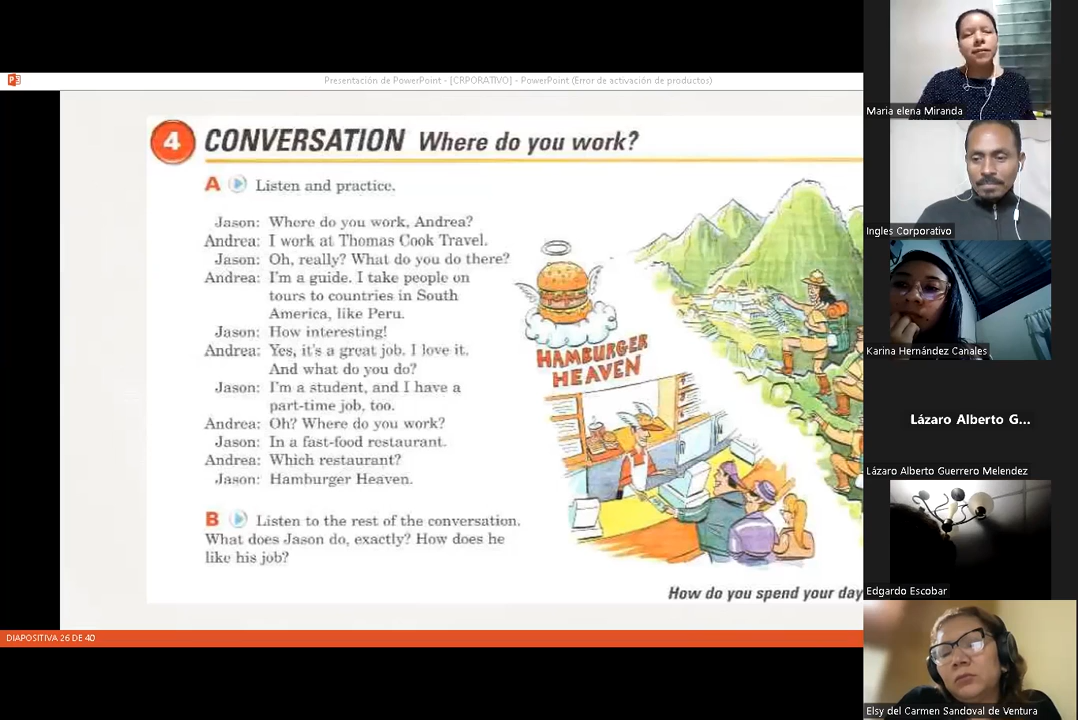 Presentación de PowerPoint - [CRPORATIVO] - PowerPoint (Error de activación de productos)
4 CONVERSATION Where do you work?
A Listen and practice.
Jason: Where do you work, Andrea?
Andrea: I work at Thomas Cook Travel.
Jason: Oh, really? What do you do there?
Andrea: I'm a guide. I take people on
tours to countries in South
America, like Peru.
Jason: How interesting!
Andrea: Yes, it's a great job. I love it.
And what do you do?
Jason: I'm a student, and I have a
part-time job, too.
Andrea: Oh? Where do you work?
Jason: In a fast-food restaurant.
Andrea: Which restaurant?
Jason: Hamburger Heaven.
B Listen to the rest of the conversation.
What does Jason do, exactly? How does he
like his job?
HAMBURGER
HEAVEN
How do you spend your day
DIAPOSITIVA 26 DE 40
Maria elena Miranda
Ingles Corporativo
Karina Hernández Canales
Lázaro Alberto G...
Lázaro Alberto Guerrero Melendez
Edgardo Escobar
Elsy del Carmen Sandoval de Ventura